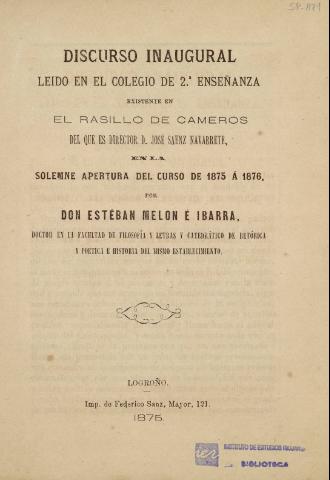 DISCURSO INAUGURAL
LEIDO EN EL COLEGIO DE 2.ª ENSEÑANZA
EXISTENTE EN
EL RASILLO DE CAMEROS
DEL QUE ES DIRECTOR D. JOSÉ SAENZ NAVARRETE,
EN LA
SOLEMNE APERTURA DEL CURSO DE 1875 Á 1876,
POR
DON ESTÉBAN MELON É IBARRA,
DOCTOR EN LA FACULTAD DE FILOSOFÍA Y LETRAS Y CATEDRÁTICO DE RETÓRICA
Y POETICA É HISTORIA DEL MISMO ESTABLECIMIENTO.
LOGROÑO.
Imp. de Federico Sanz, Mayor, 121.
1875.
ier
INSTITUTO DE ESTUDIOS RIOJANOS
BIBLIOTECA